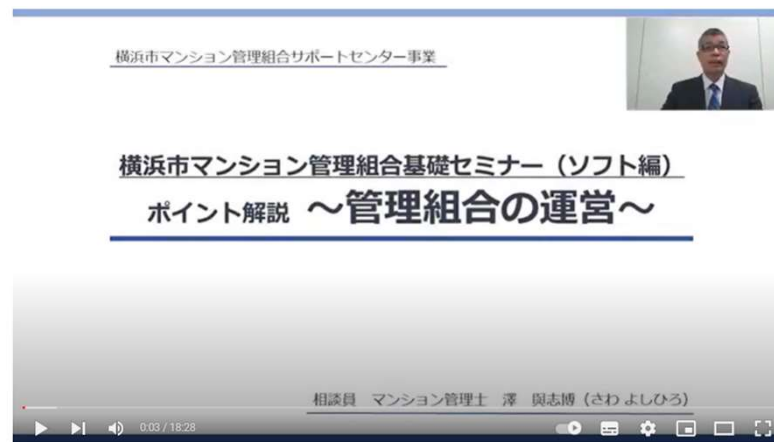 横浜市マンション管理組合サポートセンター事業
横浜市マンション管理組合基礎セミナー（ソフト編）
ポイント解説 ～管理組合の運営～
相談員　マンション管理士　澤　與志博（さわ よしひろ）
0:03 / 18:28